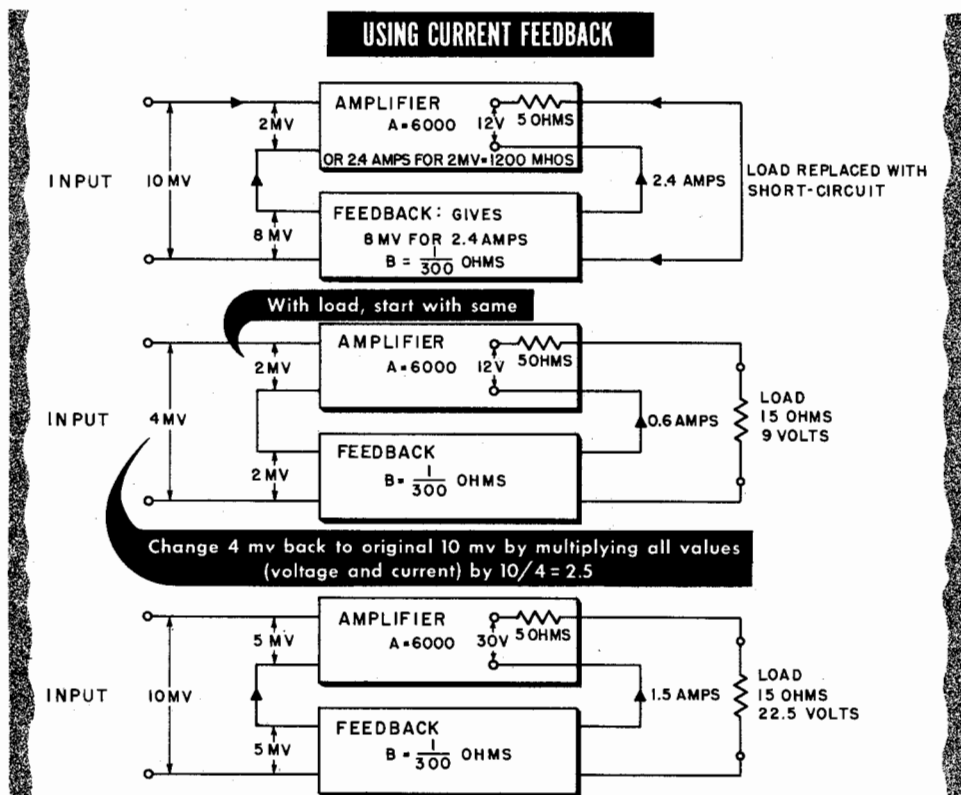 USING CURRENT FEEDBACK
AMPLIFIER
A=6000
2MV
12V
5 OHMS
OR 2.4 AMPS FOR 2MV=1200 MHOS
INPUT
10 MV
2.4 AMPS
LOAD REPLACED WITH
SHORT-CIRCUIT
FEEDBACK: GIVES
8 MV FOR 2.4 AMPS
B = 1/300 OHMS
8 MV
With load, start with same
AMPLIFIER
A=6000
2MV
12V
5OHMS
INPUT
4 MV
0.6 AMPS
LOAD
15 OHMS
9 VOLTS
FEEDBACK
B = 1/300 OHMS
2 MV
Change 4 mv back to original 10 mv by multiplying all values
(voltage and current) by 10/4 = 2.5
AMPLIFIER
A=6000
5 MV
30V
5 OHMS
INPUT
10MV
1.5 AMPS
LOAD
15 OHMS
22.5 VOLTS
FEEDBACK
B = 1/300 OHMS
5 MV